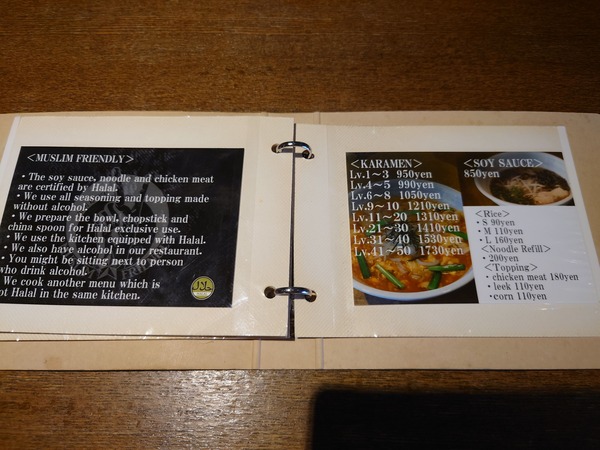 <MUSLIM FRIENDLY>
・The soy sauce, noodle and chicken meat
are certified by Halal.
・We use all seasoning and topping made
without alcohol.
・We prepare the bowl, chopstick and
china spoon for Halal exclusive use.
・We use the kitchen equipped with Halal.
・We also have alcohol in our restaurant.
・You might be sitting next to person
who drink alcohol.
We cook another menu which is
not Halal in the same kitchen.
<KARAMEN>
Lv.1~3 950yen
Lv.4~5 990yen
Lv.6~8 1050yen
Lv.9~10 1210yen
Lv.11~20 1310yen
Lv.21~30 1410yen
Lv.31~40 1530yen
Lv.41~50 1730yen
<SOY SAUCE>
850yen
<Rice>
・S 90yen
・M 110yen
・L 160yen
<Noodle Refill>
・200yen
<Topping>
・chicken meat 180yen
・leek 110yen
・corn 110yen